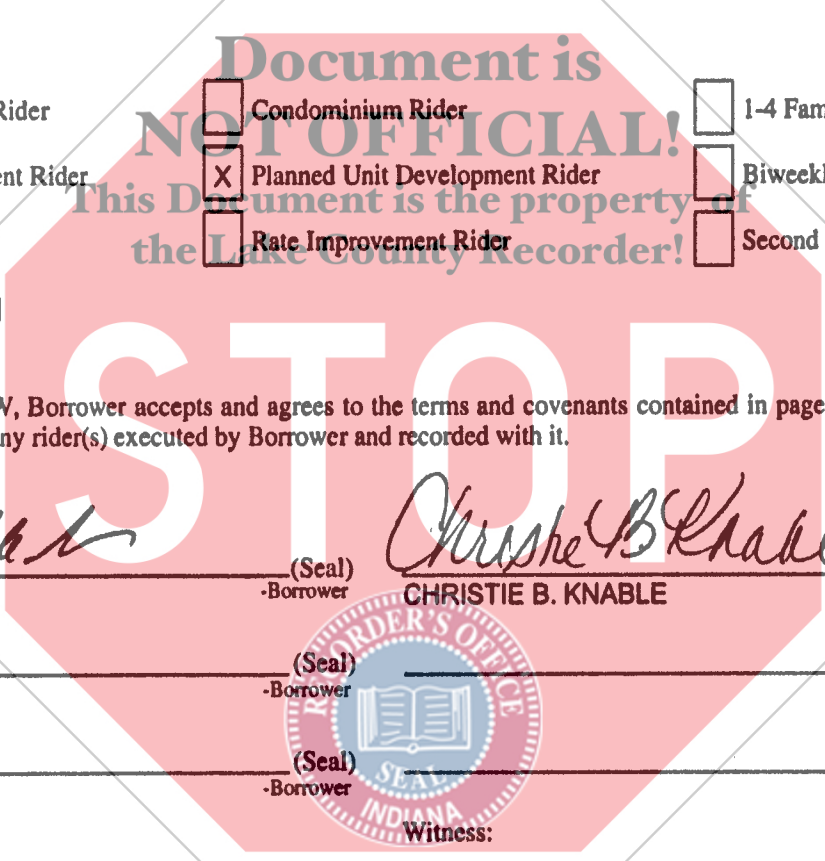 Document is
NOT OFFICIAL!
This Document is the property of
the Lake County Recorder!
STOP
Rider Condominium Rider 1-4 Fam
ent Rider X Planned Unit Development Rider Biweekl
Rate Improvement Rider Second
, Borrower accepts and agrees to the terms and covenants contained in page
ny rider(s) executed by Borrower and recorded with it.
Christie B Knable
(Seal)
-Borrower CHRISTIE B. KNABLE
(Seal)
-Borrower
(Seal)
-Borrower
RECORDER'S OFFICE
SEAL
INDIANA
Witness: